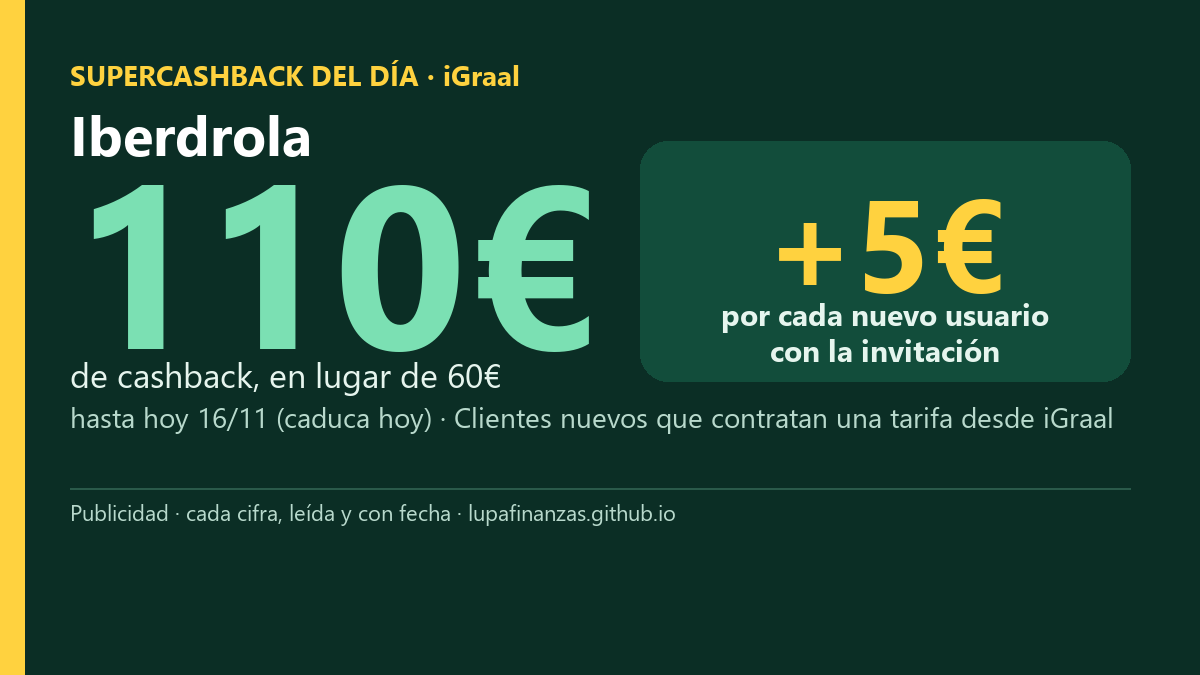 SUPERCASHBACK DEL DÍA · iGraal
Iberdrola
110€
de cashback, en lugar de 60€
hasta hoy 16/11 (caduca hoy) · Clientes nuevos que contratan una tarifa desde iGraal
+5€
por cada nuevo usuario
con la invitación
Publicidad · cada cifra, leída y con fecha · lupafinanzas.github.io